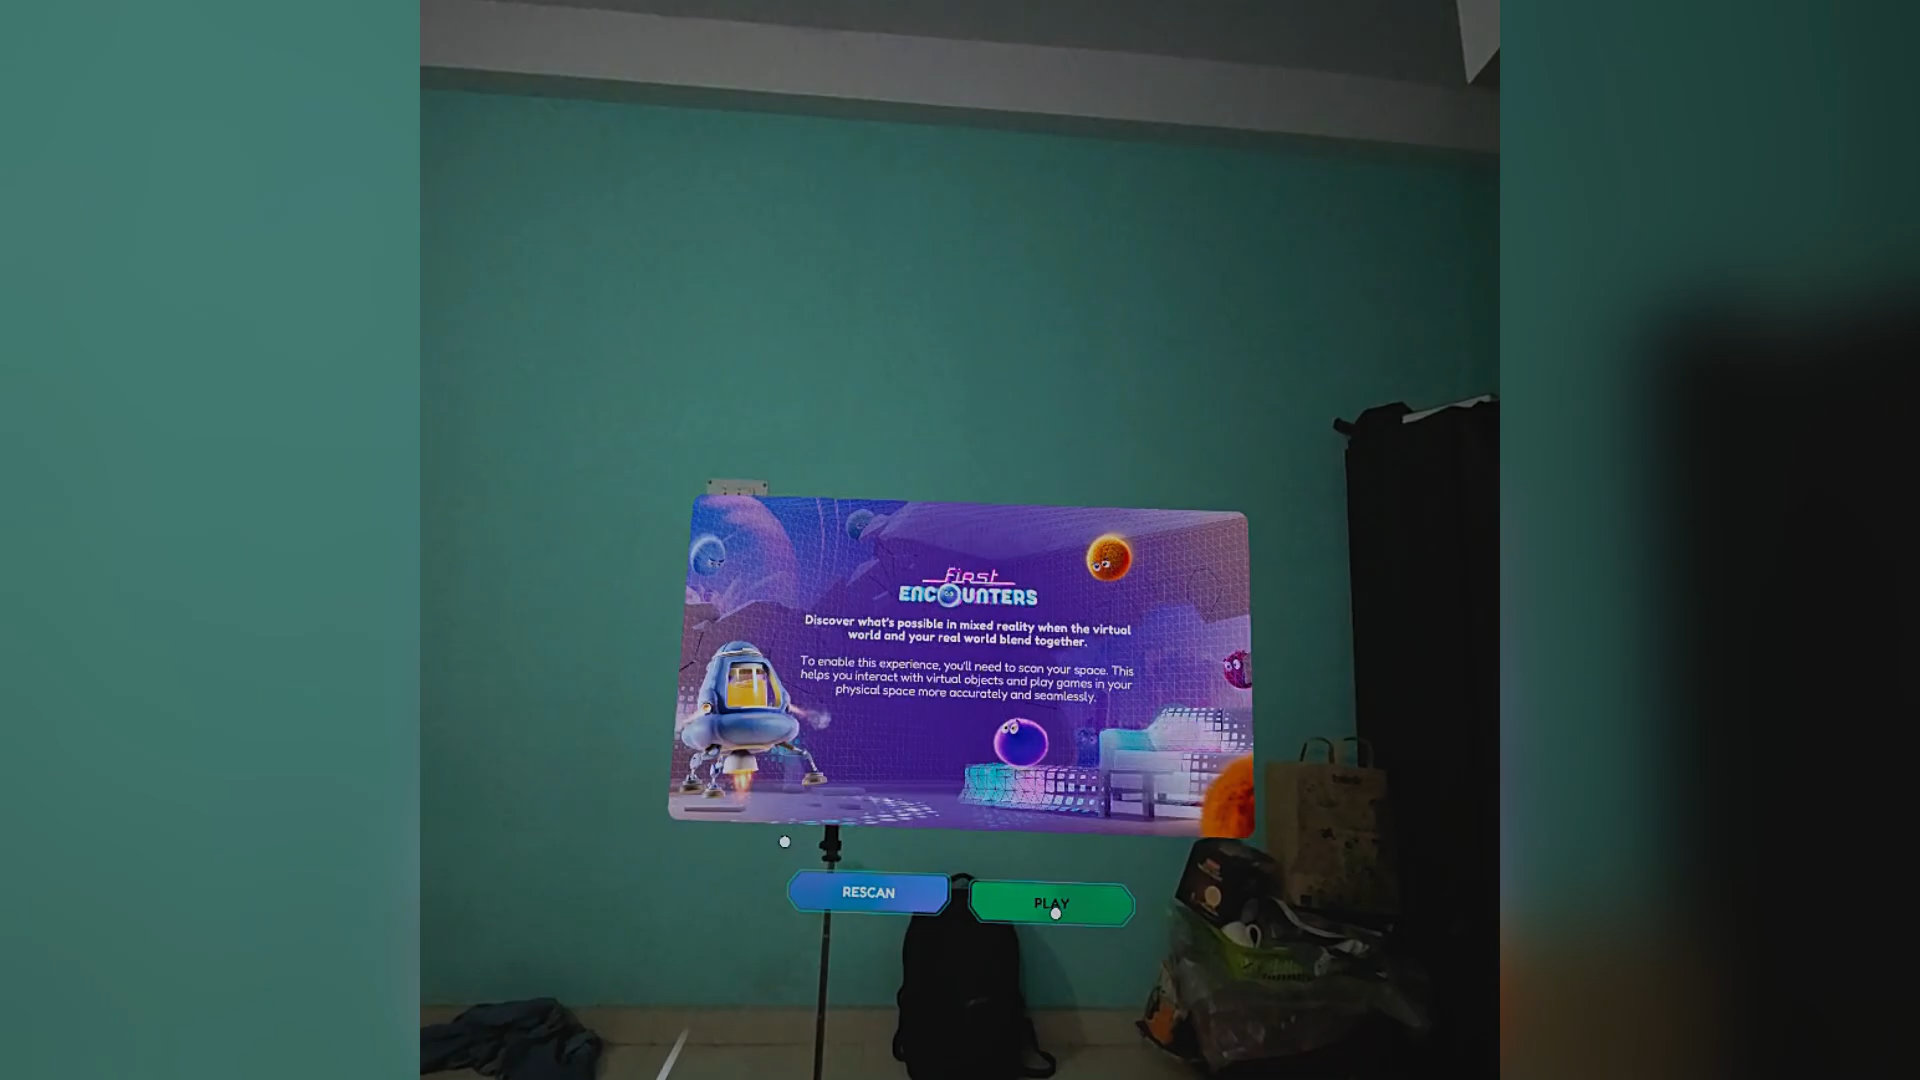 first
ENCOUNTERS
Discover what's possible in mixed reality when the virtual
world and your real world blend together.
To enable this experience, you'll need to scan your space. This
helps you interact with virtual objects and play games in your
physical space more accurately and seamlessly.
RESCAN
PLAY